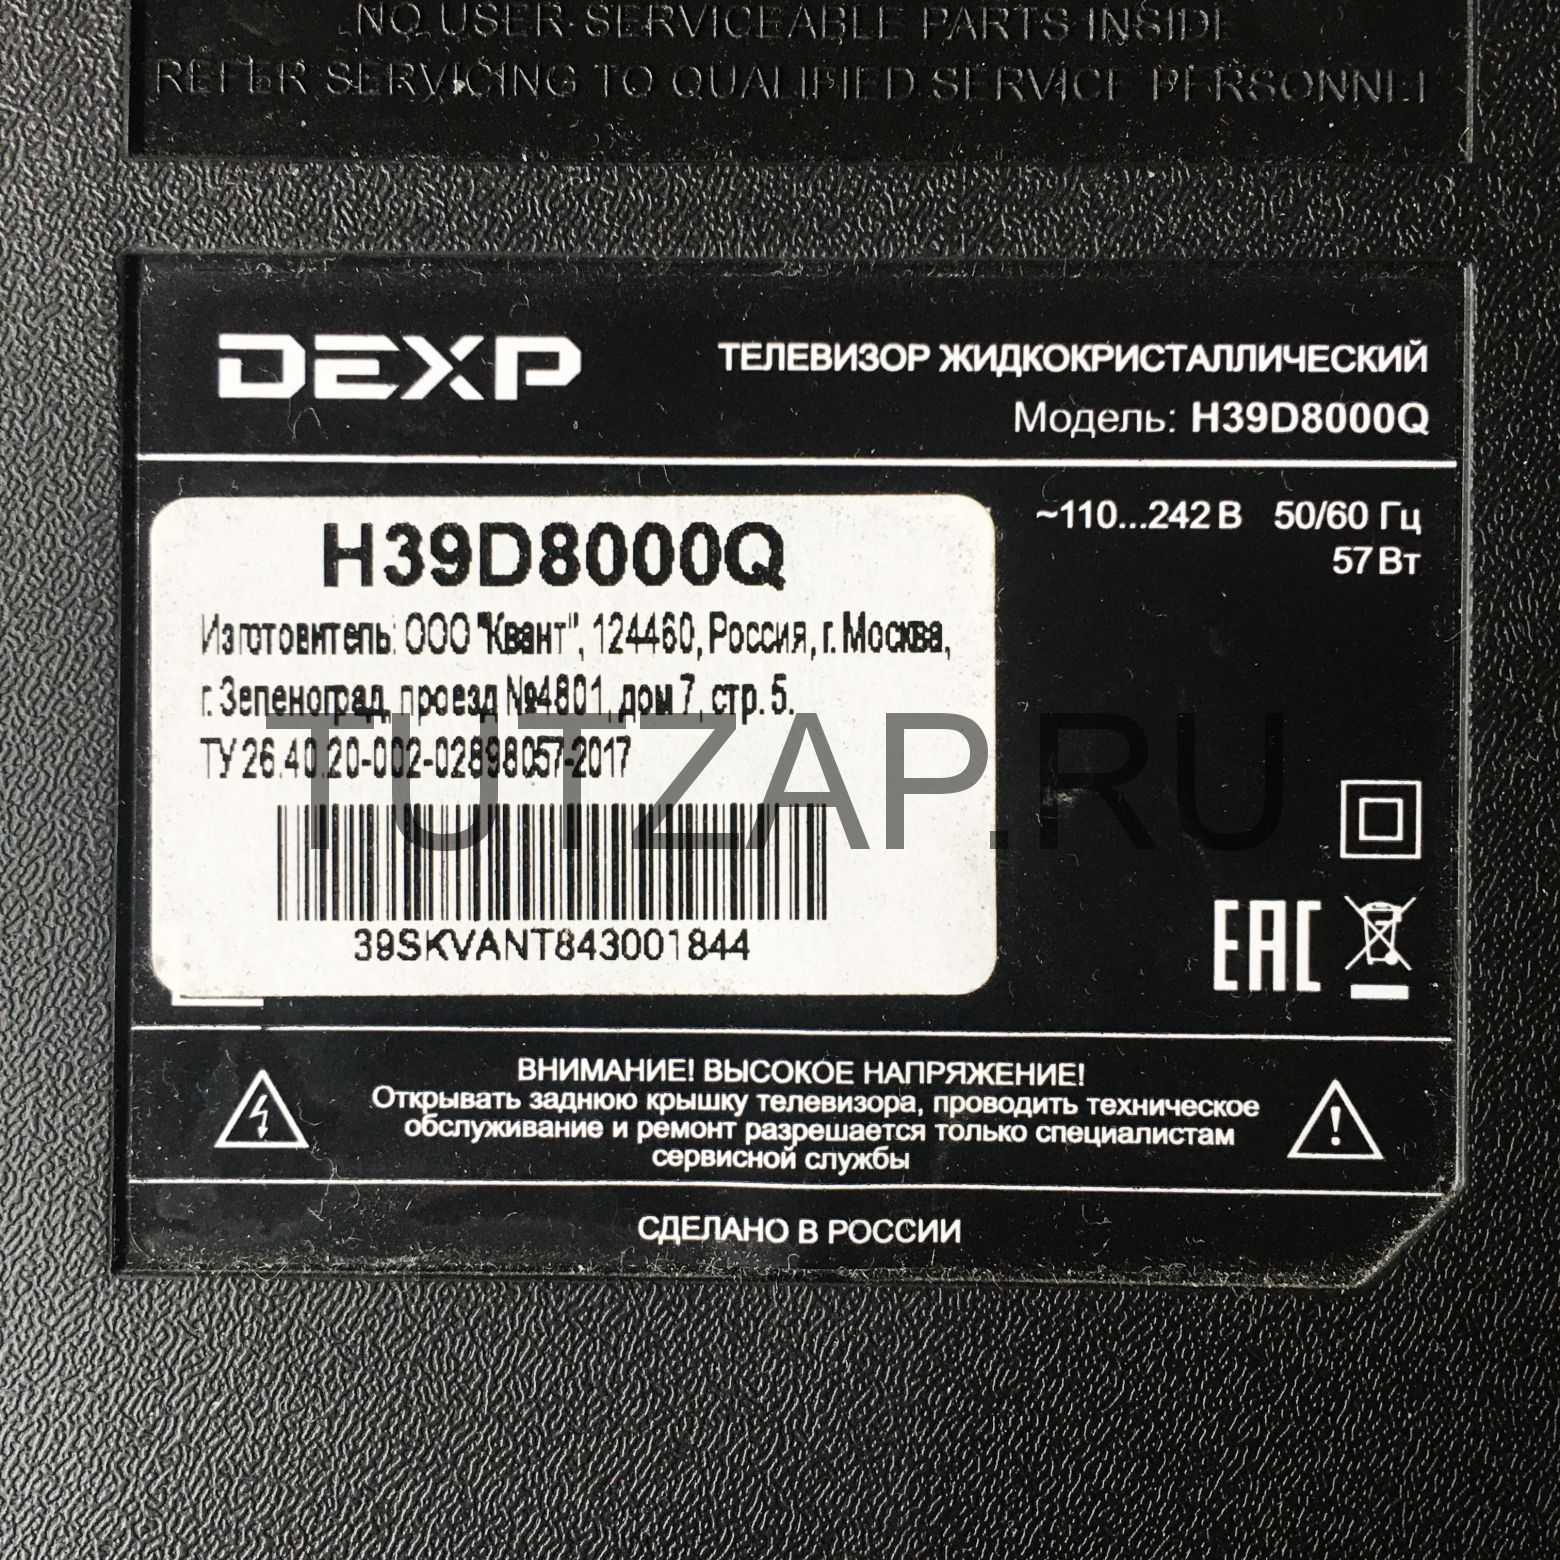 NO USER-SERVICEABLE PARTS INSIDE
REFER SERVICING TO QUALIFIED SERVICE PERSONNEL
DEXP
ТЕЛЕВИЗОР ЖИДКОКРИСТАЛЛИЧЕСКИЙ
Модель: H39D8000Q
~110...242 В 50/60 Гц
57 Вт
H39D8000Q
Изготовитель: ООО "Квант", 124460, Россия, г. Москва,
г. Зеленоград, проезд №4801, дом 7, стр. 5.
ТУ 26.40.20-002-02898057-2017
39SKVANT843001844
TUTZAP.RU
EAC
ВНИМАНИЕ! ВЫСОКОЕ НАПРЯЖЕНИЕ!
Открывать заднюю крышку телевизора, проводить техническое
обслуживание и ремонт разрешается только специалистам
сервисной службы
СДЕЛАНО В РОССИИ